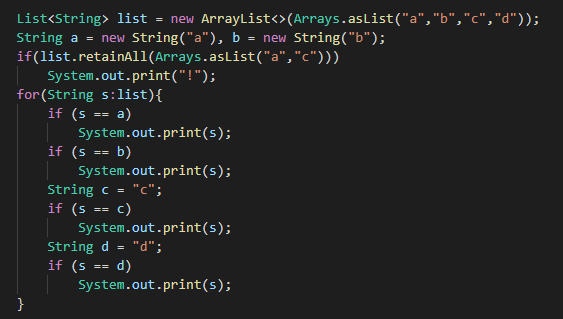 List<String> list = new ArrayList<>(Arrays.asList("a","b","c","d"));
String a = new String("a"), b = new String("b");
if(list.retainAll(Arrays.asList("a","c")))
    System.out.print("!");
for(String s:list){
    if (s == a)
        System.out.print(s);
    if (s == b)
        System.out.print(s);
    String c = "c";
    if (s == c)
        System.out.print(s);
    String d = "d";
    if (s == d)
        System.out.print(s);
}